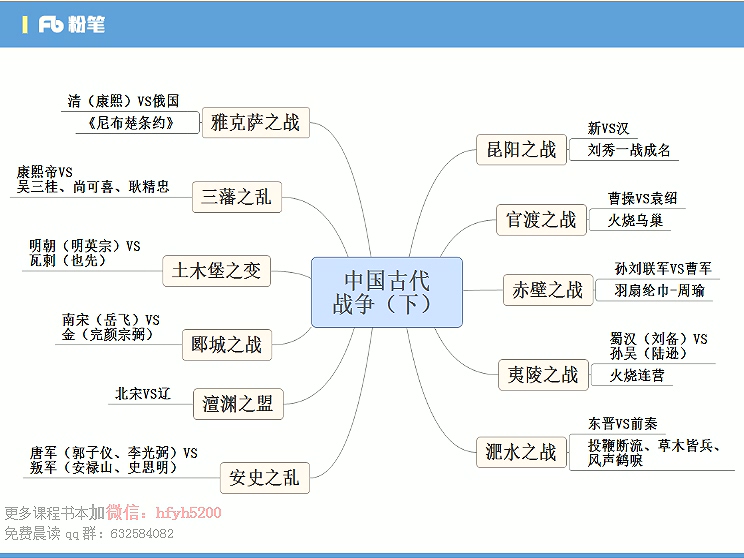 粉笔
清（康熙）VS俄国
《尼布楚条约》
雅克萨之战
康熙帝VS
吴三桂、尚可喜、耿精忠
三藩之乱
明朝（明英宗）VS
瓦剌（也先）
土木堡之变
南宋（岳飞）VS
金（完颜宗弼）
郾城之战
北宋VS辽
澶渊之盟
唐军（郭子仪、李光弼）VS
叛军（安禄山、史思明）
安史之乱
中国古代
战争（下）
昆阳之战
新VS汉
刘秀一战成名
官渡之战
曹操VS袁绍
火烧乌巢
赤壁之战
孙刘联军VS曹军
羽扇纶巾-周瑜
夷陵之战
蜀汉（刘备）VS
孙吴（陆逊）
火烧连营
淝水之战
东晋VS前秦
投鞭断流、草木皆兵、
风声鹤唳
更多课程书本加微信：hfyh5200
免费晨读qq群：632584082